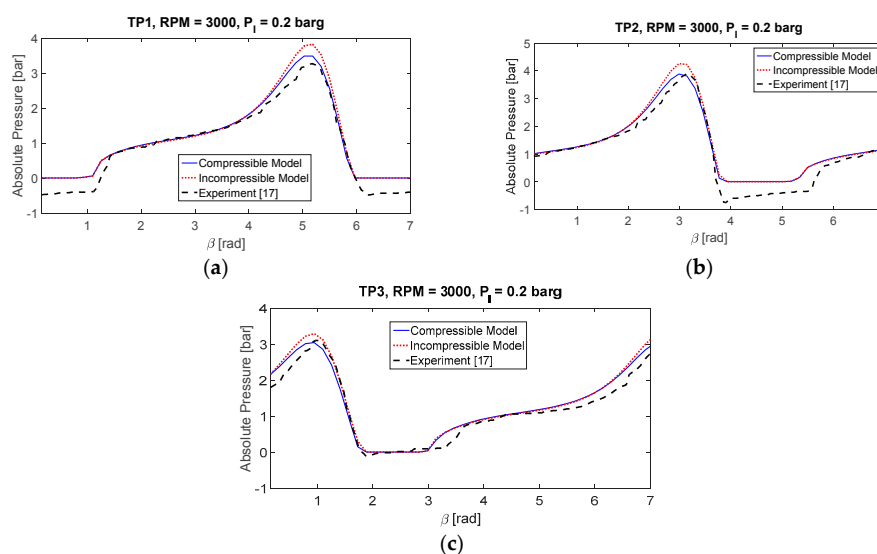 TP1, RPM = 3000, P_I = 0.2 barg
Absolute Pressure [bar]
4
3
2
1
0
-1
Compressible Model
Incompressible Model
Experiment [17]
1 2 3 4 5 6 7
β [rad]
(a)
TP2, RPM = 3000, P_I = 0.2 barg
Absolute Pressure [bar]
5
4
3
2
1
0
-1
Compressible Model
Incompressible Model
Experiment [17]
1 2 3 4 5 6
β [rad]
(b)
TP3, RPM = 3000, P_I = 0.2 barg
Absolute Pressure [bar]
4
3
2
1
0
-1
Compressible Model
Incompressible Model
Experiment [17]
1 2 3 4 5 6 7
β [rad]
(c)